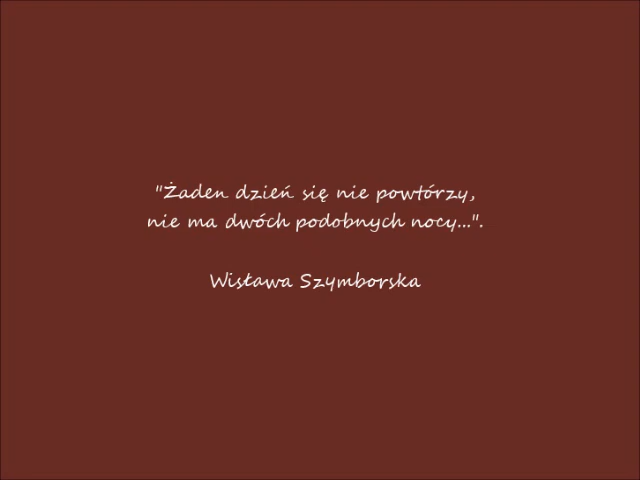 "Żaden dzień się nie powtórzy,
nie ma dwóch podobnych nocy...".
Wisława Szymborska